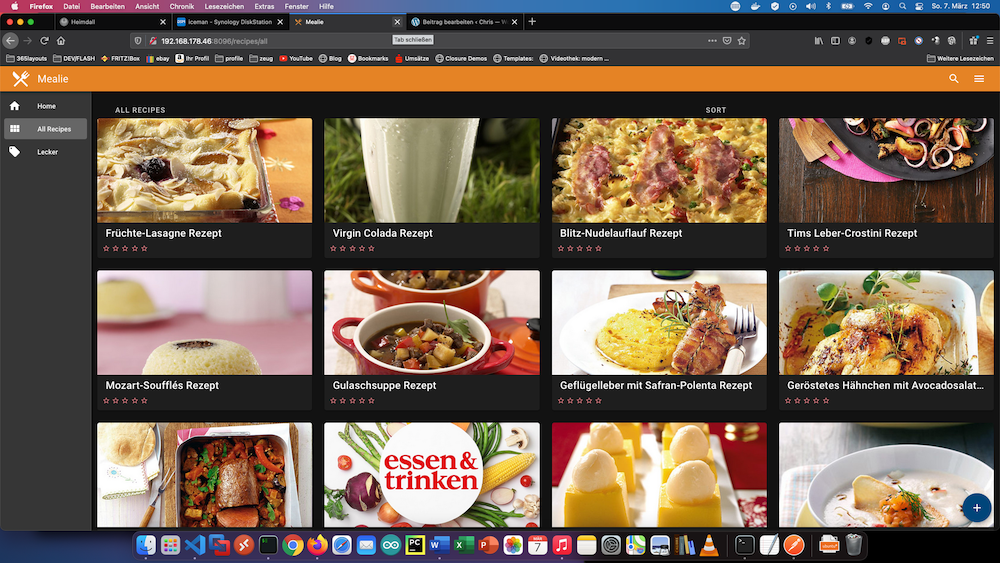 Firefox Datei Bearbeiten Ansicht Chronik Lesezeichen Extras Fenster Hilfe So. 7. März 12:50
Heimdall Iceman - Synology DiskStation Mealie Beitrag bearbeiten ‹ Chris — W
192.168.178.46:8096/recipes/all
Tab schließen
365layouts DEV/FLASH FRITZ!Box ebay Ihr Profil profile zeug YouTube Blog Bookmarks Umsätze Closure Demos Templates: Videothek: modern ... Weitere Lesezeichen
Mealie
Home
All Recipes
Lecker
ALL RECIPES SORT
Früchte-Lasagne Rezept Virgin Colada Rezept Blitz-Nudelauflauf Rezept Tims Leber-Crostini Rezept
Mozart-Soufflés Rezept Gulaschsuppe Rezept Geflügelleber mit Safran-Polenta Rezept Geröstetes Hähnchen mit Avocadosalat...
essen &
trinken